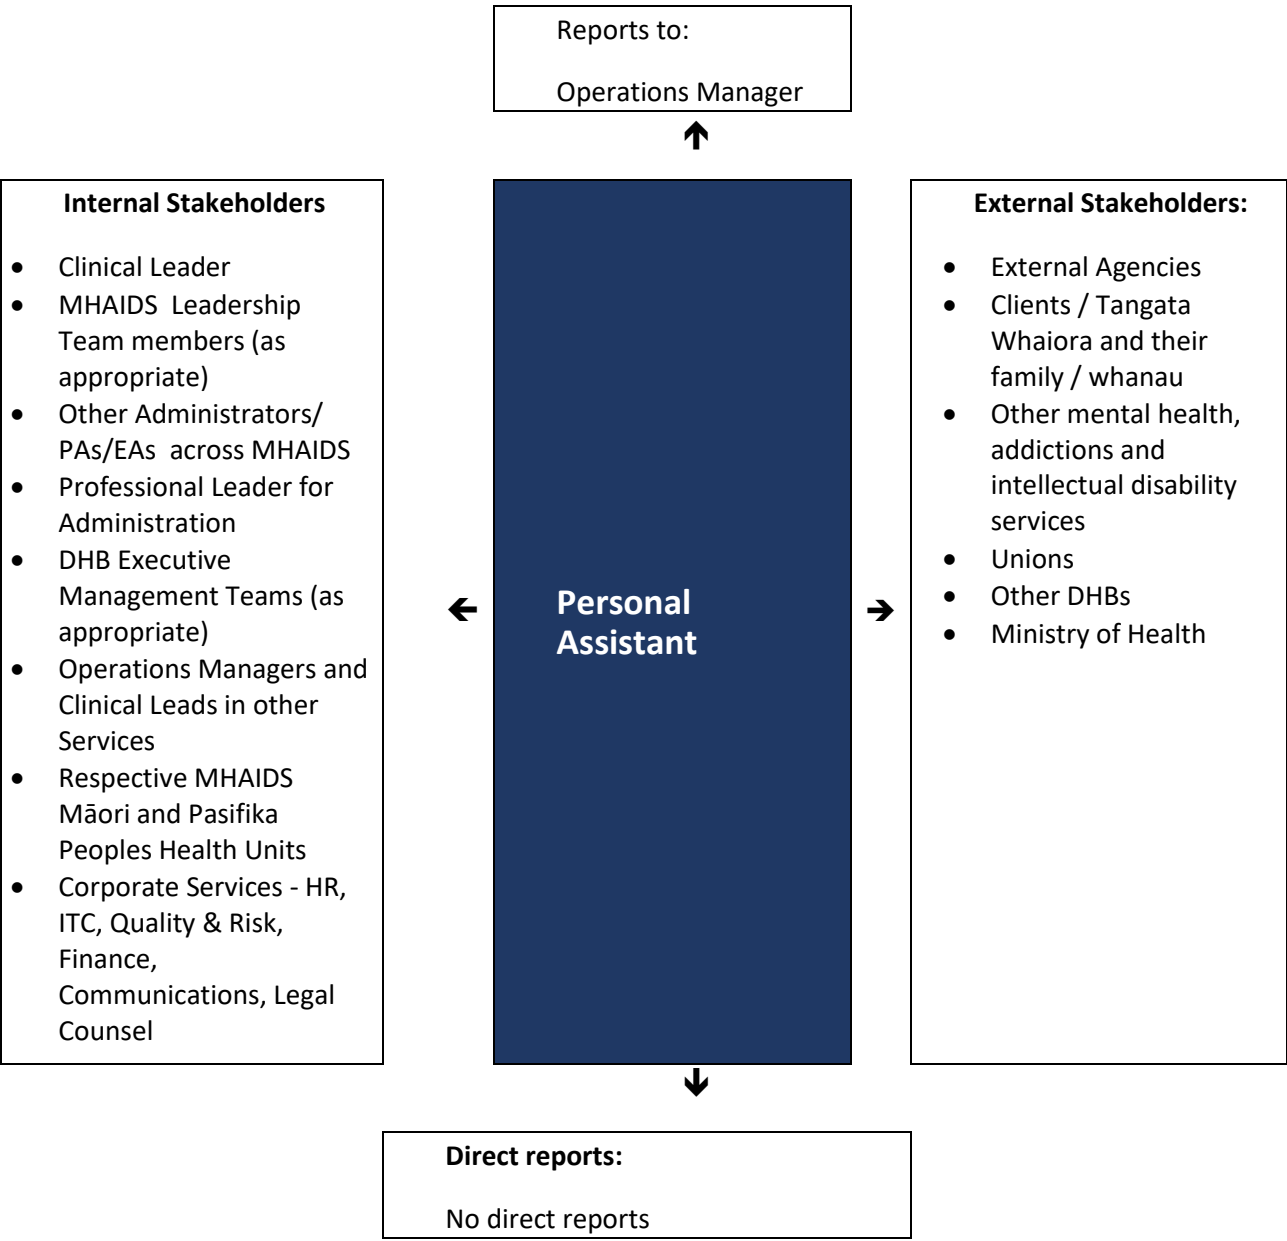 Reports to:
Operations Manager
🡩
Internal Stakeholders
• Clinical Leader
• MHAIDS  Leadership
Team members (as
appropriate)
• Other Administrators/
PAs/EAs  across MHAIDS
• Professional Leader for
Administration
• DHB Executive
Management Teams (as
appropriate)
• Operations Managers and
Clinical Leads in other
Services
• Respective MHAIDS
Māori and Pasifika
Peoples Health Units
• Corporate Services - HR,
ITC, Quality & Risk,
Finance,
Communications, Legal
Counsel
🡨
Personal
Assistant
🡪
External Stakeholders:
• External Agencies
• Clients / Tangata
Whaiora and their
family / whanau
• Other mental health,
addictions and
intellectual disability
services
• Unions
• Other DHBs
• Ministry of Health
🡫
Direct reports:
No direct reports